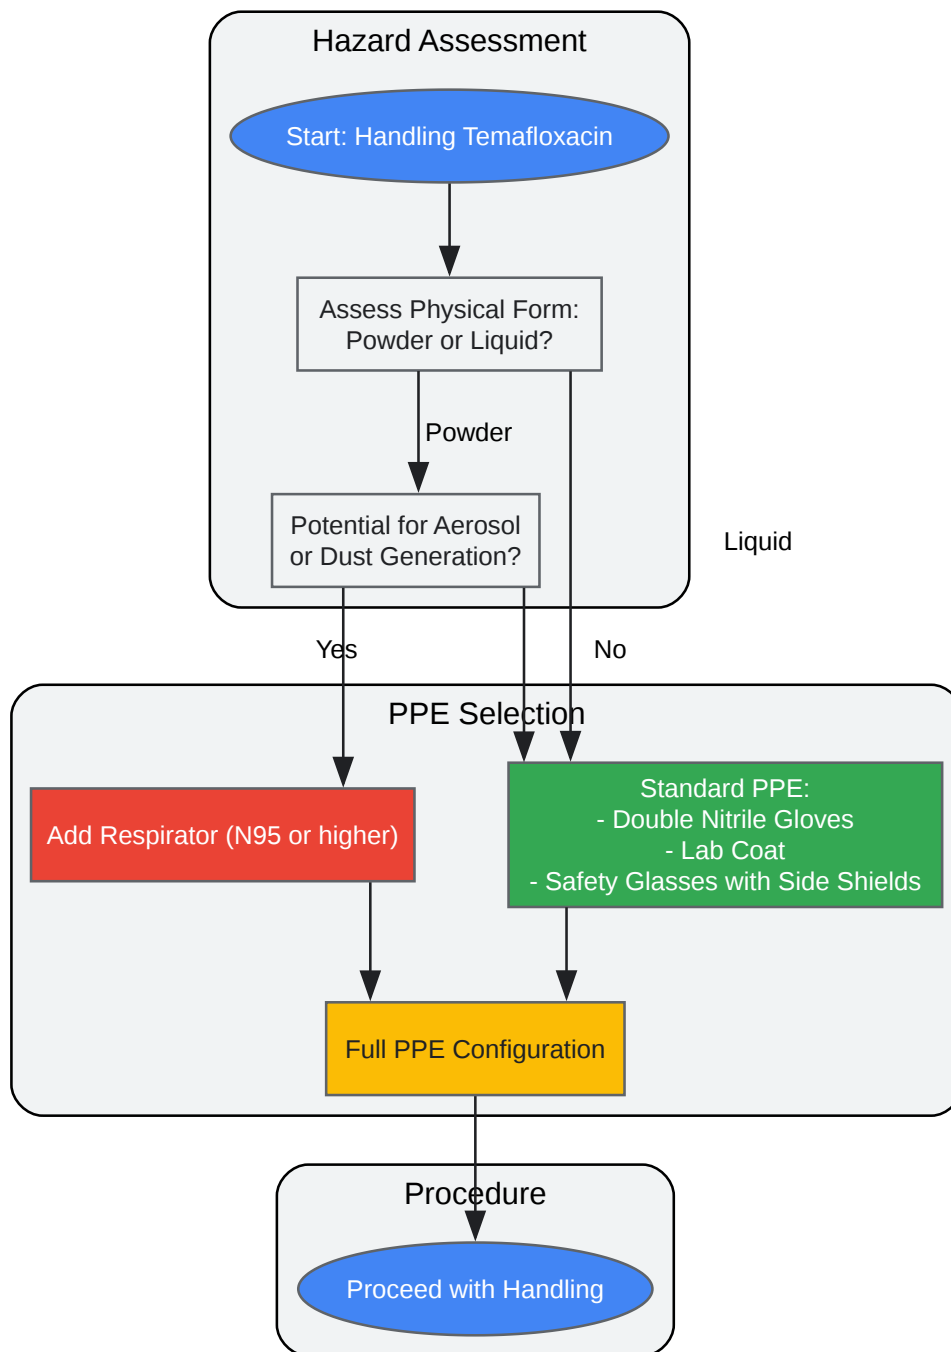 Hazard Assessment
Start: Handling Temafloxacin
Assess Physical Form:
Powder or Liquid?
Powder
Potential for Aerosol
or Dust Generation?
Liquid
Yes
No
PPE Selection
Add Respirator (N95 or higher)
Standard PPE:
- Double Nitrile Gloves
- Lab Coat
- Safety Glasses with Side Shields
Full PPE Configuration
Procedure
Proceed with Handling